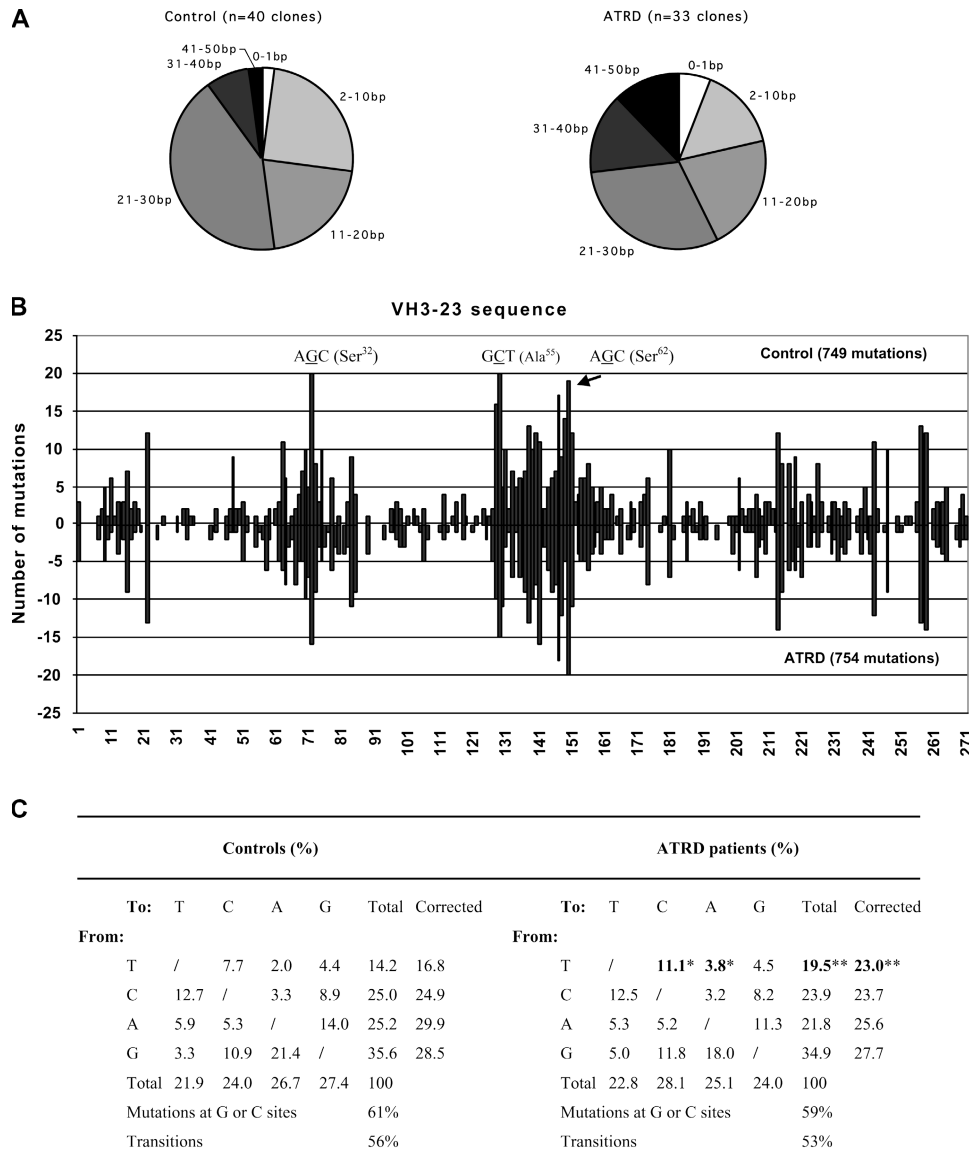 A
Control (n=40 clones)
ATRD (n=33 clones)
41-50bp
0-1bp
31-40bp
2-10bp
21-30bp
11-20bp
0-1bp
41-50bp
2-10bp
31-40bp
11-20bp
21-30bp
B
VH3-23 sequence
Number of mutations
25
20
15
10
5
0
-5
-10
-15
-20
-25
AGC (Ser32)
GCT (Ala55)
AGC (Ser62)
Control (749 mutations)
ATRD (754 mutations)
1 11 21 31 41 51 61 71 81 91 101 111 121 131 141 151 161 171 181 191 201 211 221 231 241 251 261 271
C
Controls (%)
ATRD patients (%)
To: T C A G Total Corrected
From:
T / 7.7 2.0 4.4 14.2 16.8
C 12.7 / 3.3 8.9 25.0 24.9
A 5.9 5.3 / 14.0 25.2 29.9
G 3.3 10.9 21.4 / 35.6 28.5
Total 21.9 24.0 26.7 27.4 100
Mutations at G or C sites 61%
Transitions 56%
To: T C A G Total Corrected
From:
T / 11.1* 3.8* 4.5 19.5** 23.0**
C 12.5 / 3.2 8.2 23.9 23.7
A 5.3 5.2 / 11.3 21.8 25.6
G 5.0 11.8 18.0 / 34.9 27.7
Total 22.8 28.1 25.1 24.0 100
Mutations at G or C sites 59%
Transitions 53%